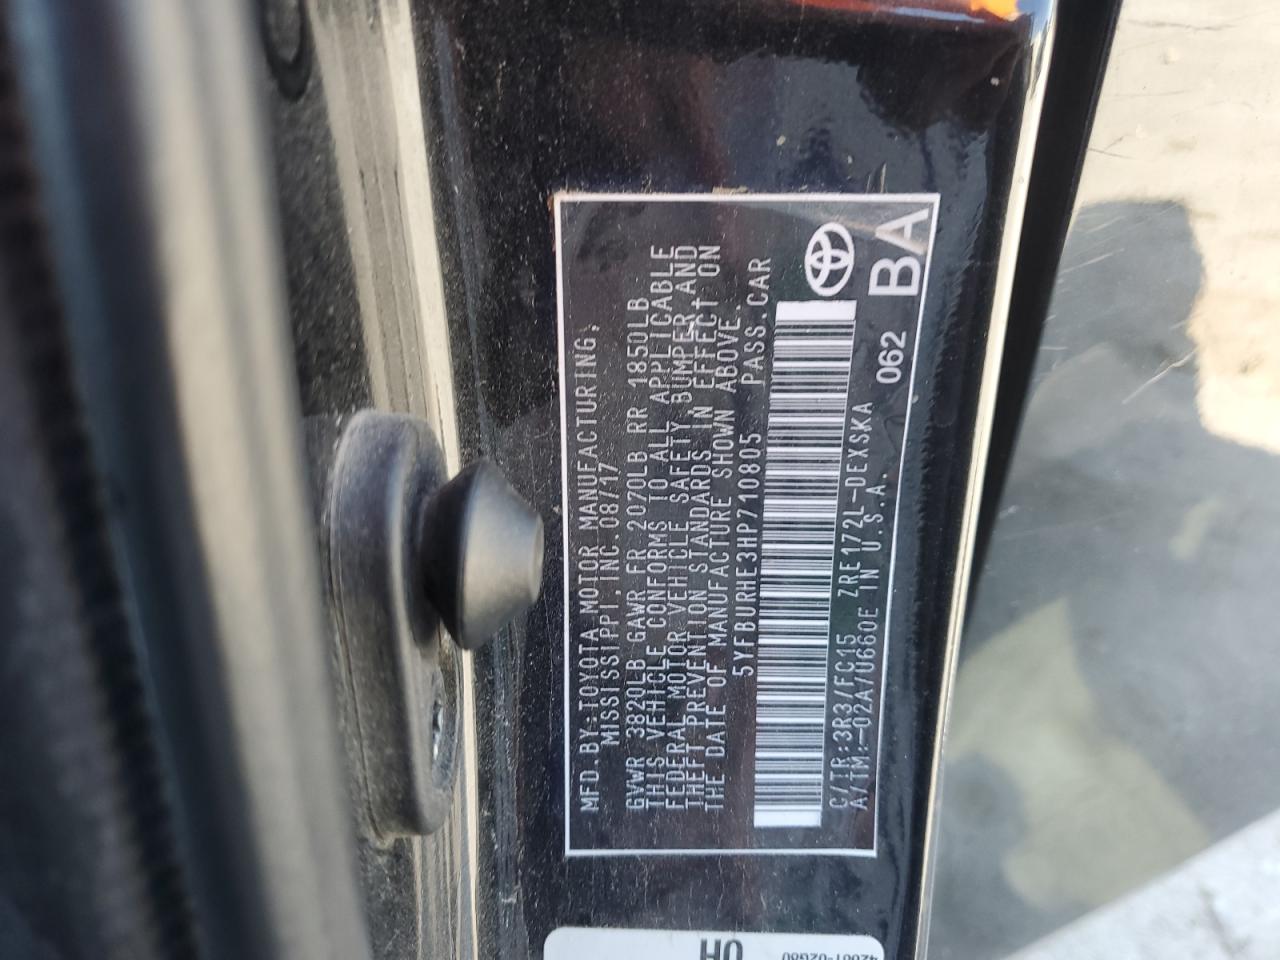 MFD.BY:TOYOTA MOTOR MANUFACTURING,
MISSISSIPPI,INC.08/17
GVWR 3820LB GAWR FR 2070LB RR 1850LB
THIS VEHICLE CONFORMS TO ALL APPLICABLE
FEDERAL MOTOR VEHICLE SAFETY, BUMPER, AND
THEFT PREVENTION STANDARDS IN EFFECT ON
THE DATE OF MANUFACTURE SHOWN ABOVE.
5YFBURHE3HP710805 PASS.CAR
C/TR:3R3/FC15 ZRE172L-DEXSKA
A/TM:-02A/U660E IN U.S.A.
062
BA